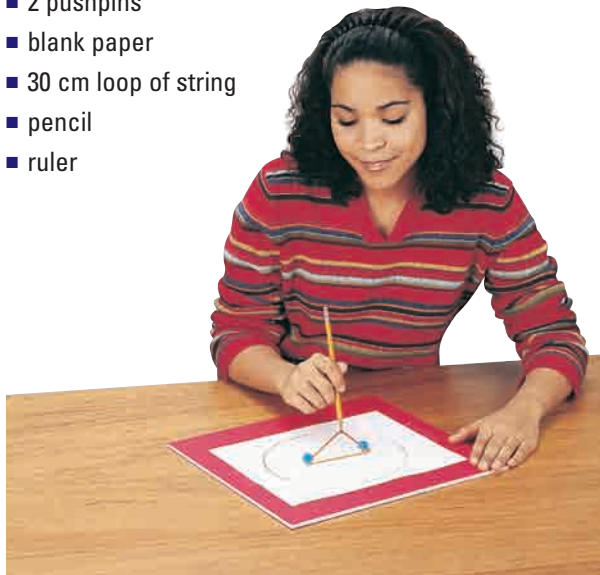 ■ 2 pushpins
■ blank paper
■ 30 cm loop of string
■ pencil
■ ruler